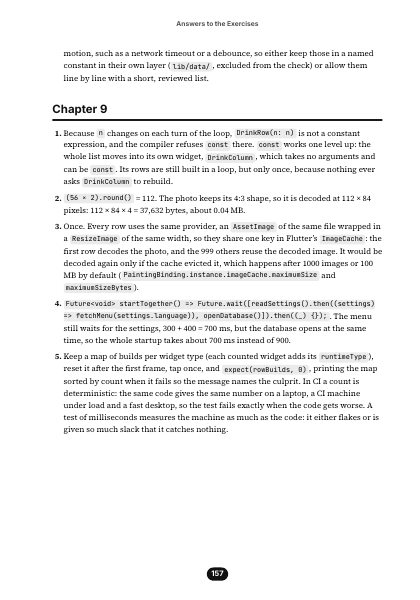 Answers to the Exercises
motion, such as a network timeout or a debounce, so either keep those in a named
constant in their own layer ( lib/data/ , excluded from the check) or allow them
line by line with a short, reviewed list.
Chapter 9
1. Because n changes on each turn of the loop, DrinkRow(n: n) is not a constant
expression, and the compiler refuses const there. const works one level up: the
whole list moves into its own widget, DrinkColumn , which takes no arguments and
can be const . Its rows are still built in a loop, but only once, because nothing ever
asks DrinkColumn to rebuild.
2. (56 × 2).round() = 112. The photo keeps its 4:3 shape, so it is decoded at 112 × 84
pixels: 112 × 84 × 4 = 37,632 bytes, about 0.04 MB.
3. Once. Every row uses the same provider, an AssetImage of the same file wrapped in
a ResizeImage of the same width, so they share one key in Flutter's ImageCache : the
first row decodes the photo, and the 999 others reuse the decoded image. It would be
decoded again only if the cache evicted it, which happens after 1000 images or 100
MB by default ( PaintingBinding.instance.imageCache.maximumSize and
maximumSizeBytes ).
4. Future<void> startTogether() => Future.wait([readSettings().then((settings)
=> fetchMenu(settings.language)), openDatabase()]).then((_) {}); . The menu
still waits for the settings, 300 + 400 = 700 ms, but the database opens at the same
time, so the whole startup takes about 700 ms instead of 900.
5. Keep a map of builds per widget type (each counted widget adds its runtimeType ),
reset it after the first frame, tap once, and expect(rowBuilds, 0) , printing the map
sorted by count when it fails so the message names the culprit. In CI a count is
deterministic: the same code gives the same number on a laptop, a CI machine
under load and a fast desktop, so the test fails exactly when the code gets worse. A
test of milliseconds measures the machine as much as the code: it either flakes or is
given so much slack that it catches nothing.
157